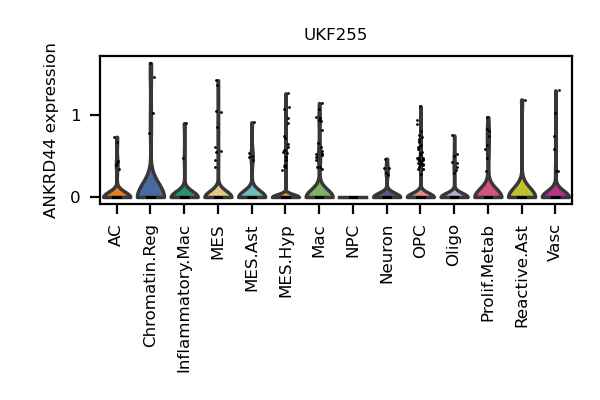 UKF255
ANKRD44 expression
1
0
AC
Chromatin.Reg
Inflammatory.Mac
MES
MES.Ast
MES.Hyp
Mac
NPC
Neuron
OPC
Oligo
Prolif.Metab
Reactive.Ast
Vasc